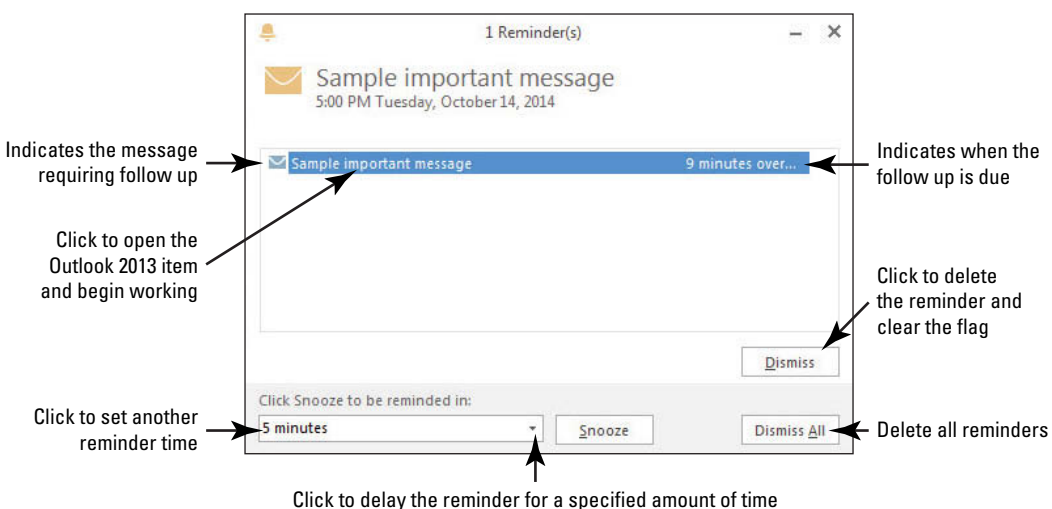 1 Reminder(s)
Sample important message
5:00 PM Tuesday, October 14, 2014
Indicates the message
requiring follow up
Sample important message 9 minutes over...
Indicates when the
follow up is due
Click to open the
Outlook 2013 item
and begin working
Click to delete
the reminder and
clear the flag
Dismiss
Click Snooze to be reminded in:
Click to set another
reminder time
5 minutes
Snooze
Dismiss All
Delete all reminders
Click to delay the reminder for a specified amount of time